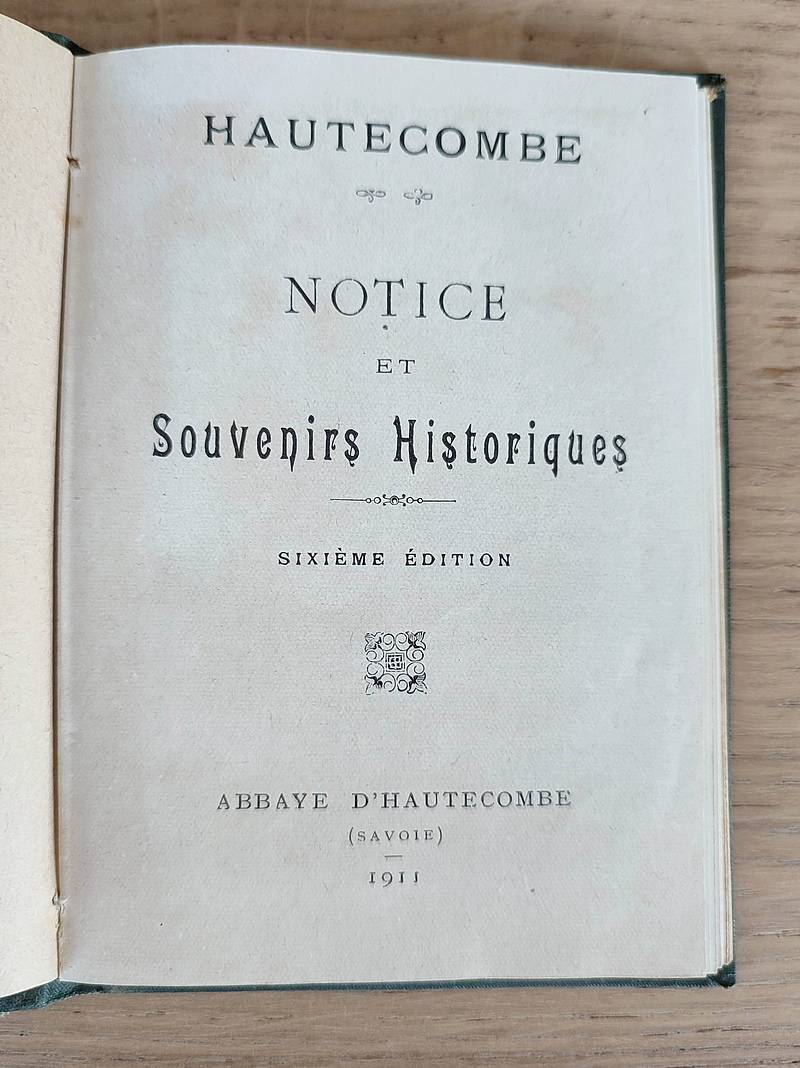 HAUTECOMBE
NOTICE
ET
Souvenirs Historiques
SIXIÈME ÉDITION
ABBAYE D'HAUTECOMBE
(SAVOIE)
1911